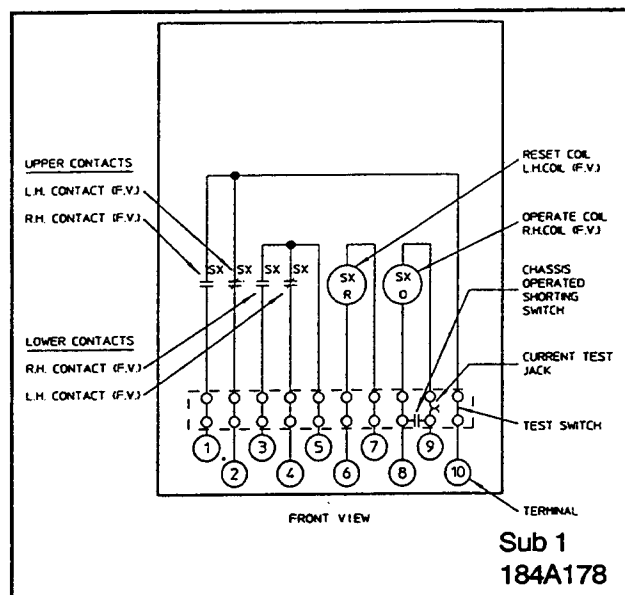 UPPER CONTACTS
L.H. CONTACT (F.V.)
R.H. CONTACT (F.V.)
LOWER CONTACTS
R.H. CONTACT (F.V.)
L.H. CONTACT (F.V.)
SX SX SX SX
SX
R
SX
O
RESET COIL
L.H.COIL (F.V.)
OPERATE COIL
R.H.COIL (F.V.)
CHASSIS
OPERATED
SHORTING
SWITCH
CURRENT TEST
JACK
TEST SWITCH
TERMINAL
1 3 5 7 9
2 4 6 8 10
FRONT VIEW
Sub 1
184A178